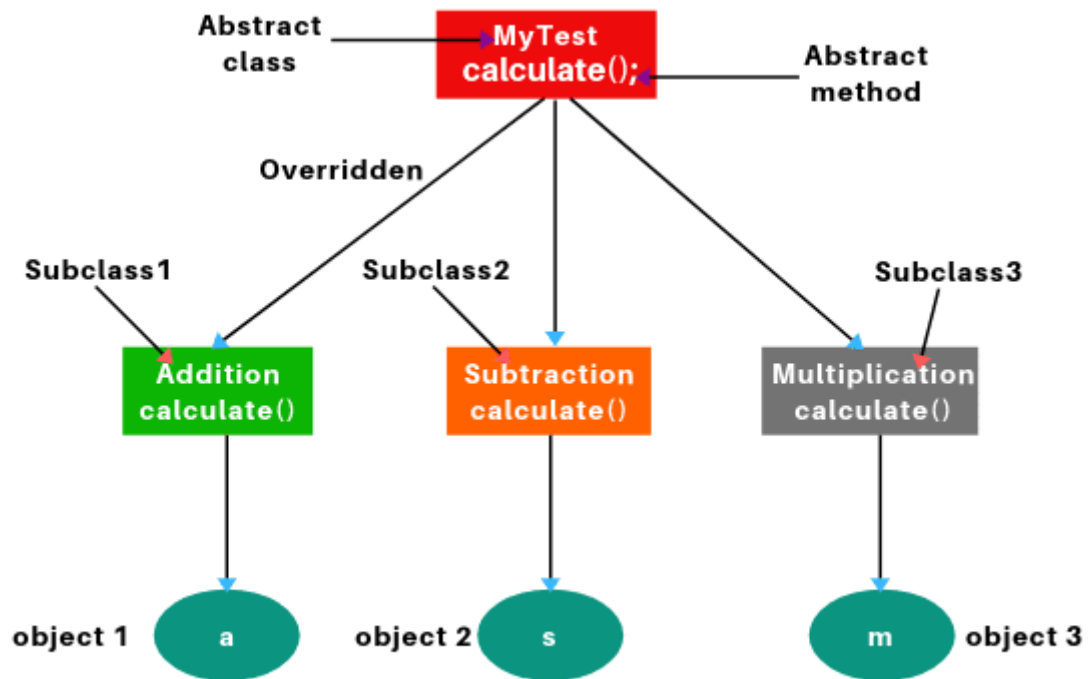 Abstract
class
MyTest
calculate();
Abstract
method
Overridden
Subclass1
Subclass2
Subclass3
Addition
calculate()
Subtraction
calculate()
Multiplication
calculate()
object 1
a
object 2
s
m
object 3